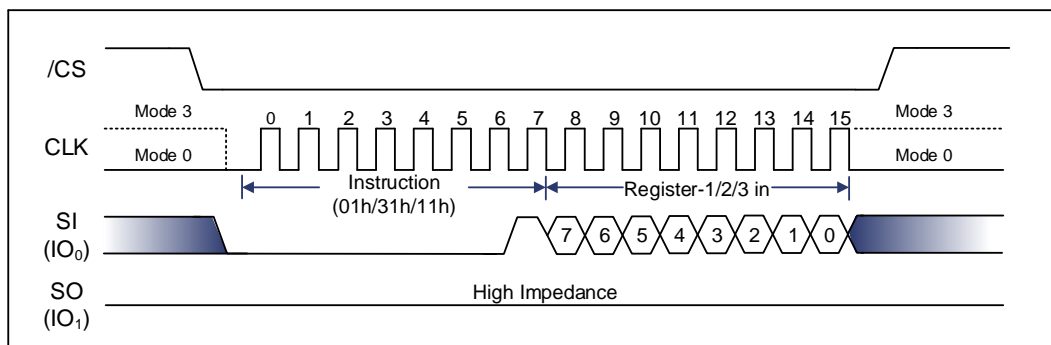 /CS
Mode 3
0 1 2 3 4 5 6 7 8 9 10 11 12 13 14 15
Mode 3
CLK
Mode 0
Mode 0
Instruction
(01h/31h/11h)
Register-1/2/3 in
SI
(IO₀)
7 6 5 4 3 2 1 0
SO
(IO₁)
High Impedance